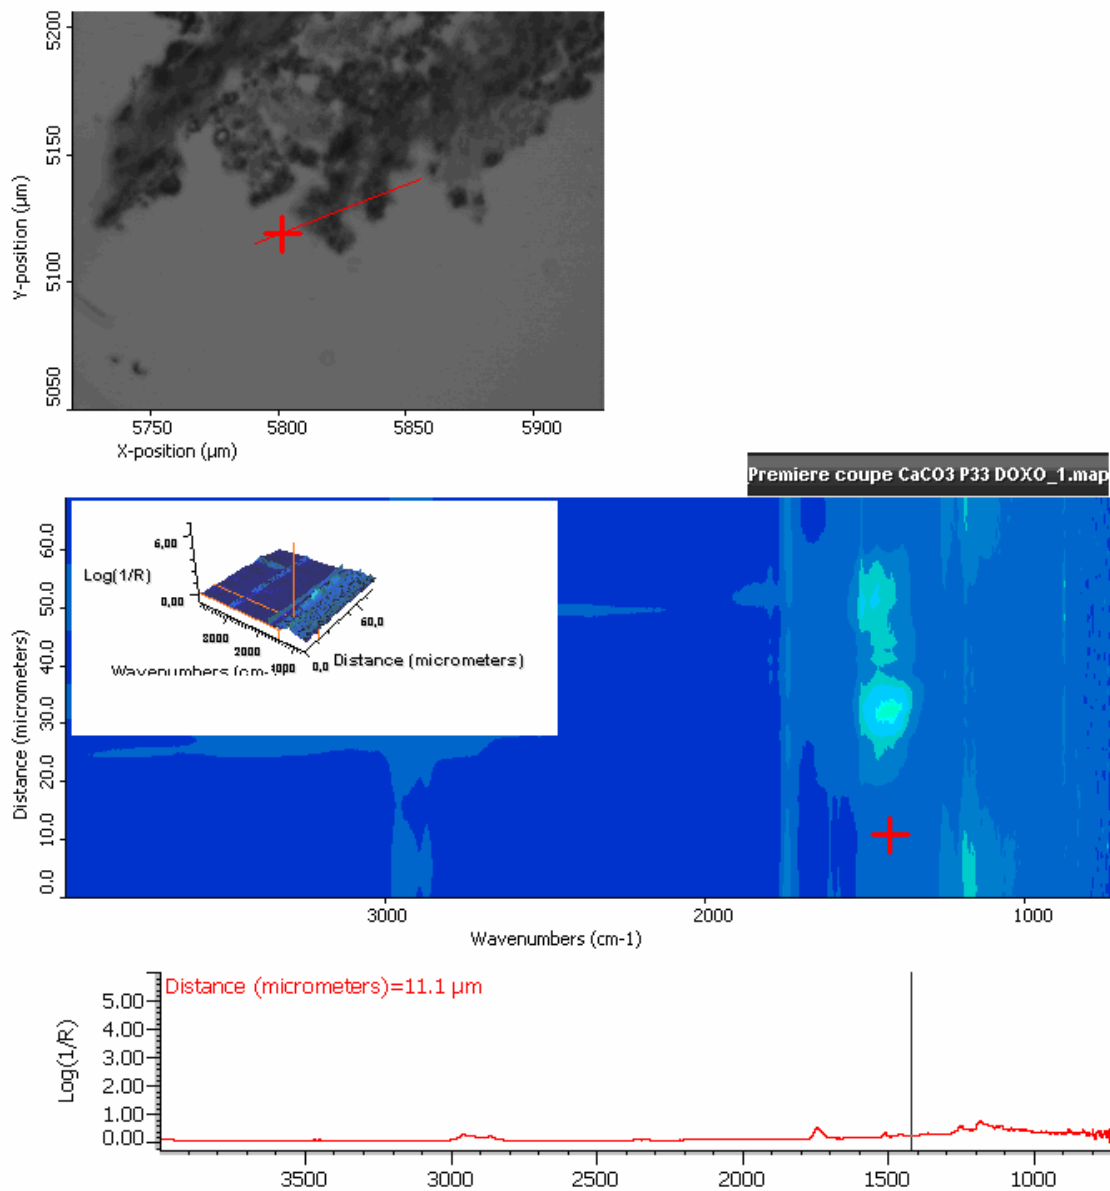 5200
5150
5100
5050
Y-position (µm)
5750 5800 5850 5900
X-position (µm)
Premiere coupe CaCO3 P33 DOXO_1.map
60.0
50.0
40.0
30.0
20.0
10.0
0.0
Distance (micrometers)
6,00
Log(1/R)
0,00
3000
2000
1000
0,0
60,0
Distance (micrometers)
Wavenumbers (cm-1)
3000 2000 1000
Wavenumbers (cm-1)
Distance (micrometers)=11.1 µm
5.00
4.00
3.00
2.00
1.00
0.00
Log(1/R)
3500 3000 2500 2000 1500 1000